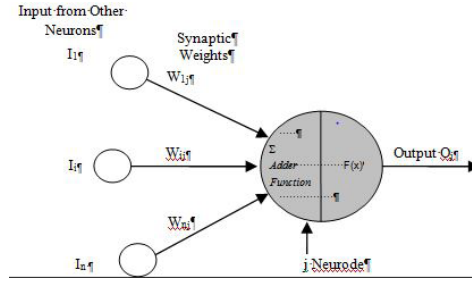 Input·from·Other·
Neurons¶
I1¶
Synaptic·
Weights¶
W1j¶
Ii¶
Wij¶
·····¶
Σ
Adder·········F(x)¶
Function
··········¶
Output·Oj¶
Wnj¶
In¶
j·Neurode¶